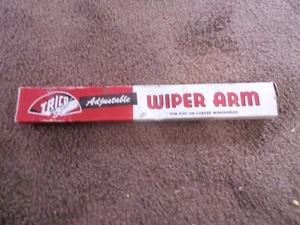 TRICO
Adjustable
WIPER ARM
FOR FLAT OR CURVED WINDSHIELDS